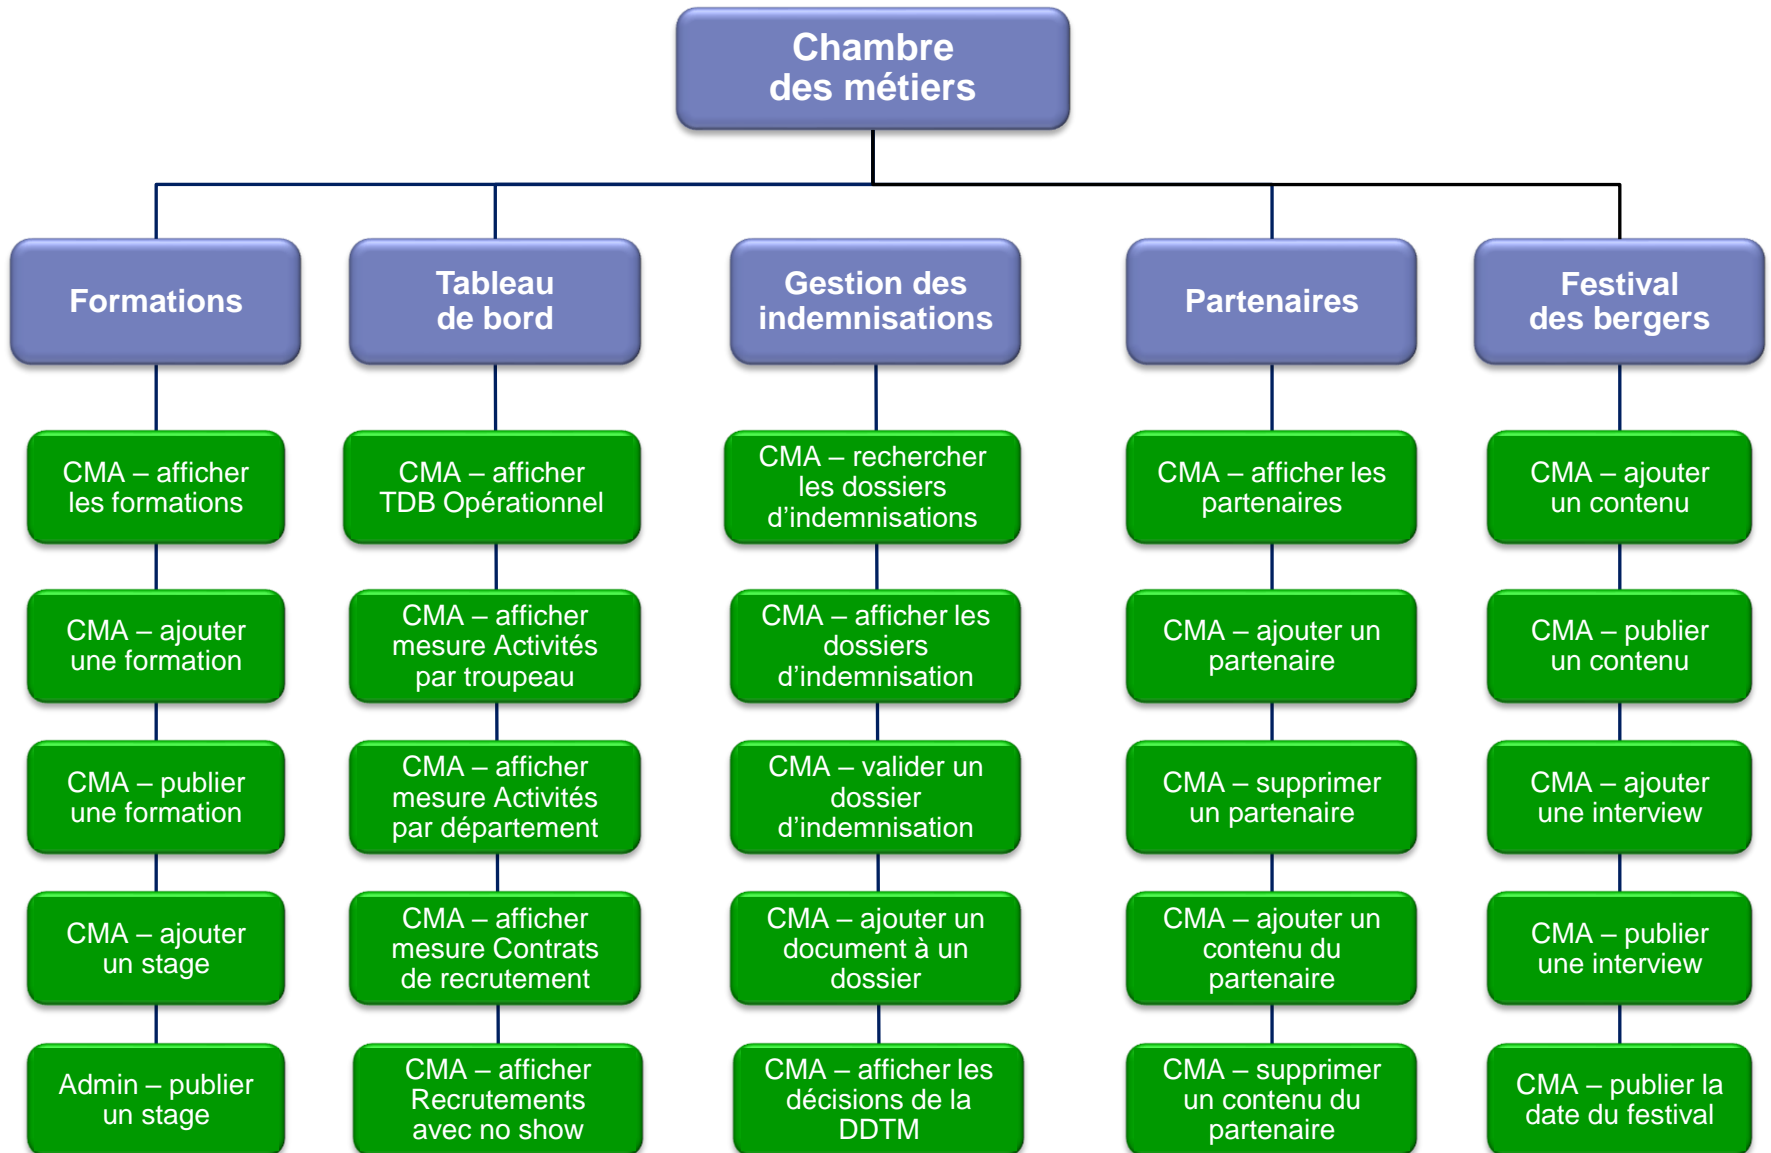 Chambre
des métiers
Formations
Tableau
de bord
Gestion des
indemnisations
Partenaires
Festival
des bergers
CMA – afficher
les formations
CMA – afficher
TDB Opérationnel
CMA – rechercher
les dossiers
d’indemnisations
CMA – afficher les
partenaires
CMA – ajouter
un contenu
CMA – ajouter
une formation
CMA – afficher
mesure Activités
par troupeau
CMA – afficher les
dossiers
d’indemnisation
CMA – ajouter un
partenaire
CMA – publier
un contenu
CMA – publier
une formation
CMA – afficher
mesure Activités
par département
CMA – valider un
dossier
d’indemnisation
CMA – supprimer
un partenaire
CMA – ajouter
une interview
CMA – ajouter
un stage
CMA – afficher
mesure Contrats
de recrutement
CMA – ajouter un
document à un
dossier
CMA – ajouter un
contenu du
partenaire
CMA – publier
une interview
Admin – publier
un stage
CMA – afficher
Recrutements
avec no show
CMA – afficher les
décisions de la
DDTM
CMA – supprimer
un contenu du
partenaire
CMA – publier la
date du festival